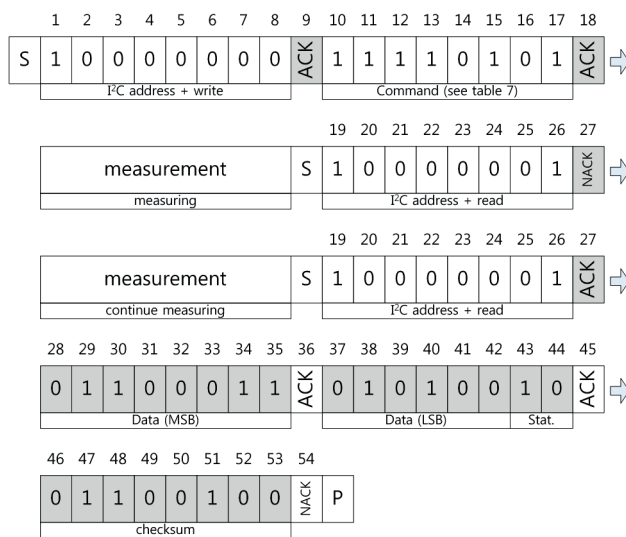 1 2 3 4 5 6 7 8 9 10 11 12 13 14 15 16 17 18
S 1 0 0 0 0 0 0 0 ACK 1 1 1 1 0 1 0 1 ACK
I²C address + write Command (see table 7)
19 20 21 22 23 24 25 26 27
measurement S 1 0 0 0 0 0 0 1 NACK
measuring I²C address + read
19 20 21 22 23 24 25 26 27
measurement S 1 0 0 0 0 0 0 1 ACK
continue measuring I²C address + read
28 29 30 31 32 33 34 35 36 37 38 39 40 41 42 43 44 45
0 1 1 0 0 0 1 1 ACK 0 1 0 1 0 0 1 0 ACK
Data (MSB) Data (LSB) Stat.
46 47 48 49 50 51 52 53 54
0 1 1 0 0 1 0 0 NACK P
checksum